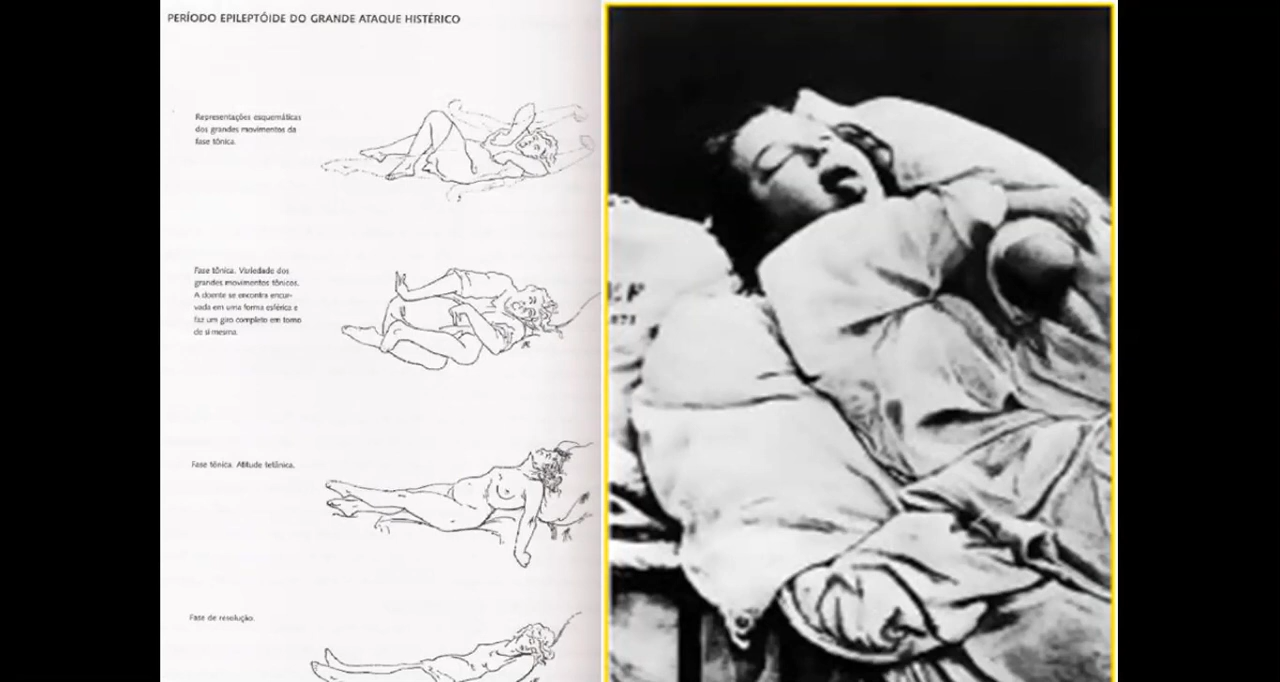 PERÍODO EPILEPTÓIDE DO GRANDE ATAQUE HISTÉRICO
Representações esquemáticas
dos grandes movimentos da
fase tônica.
Fase tônica. Variedade dos
grandes movimentos tônicos.
A doente se encontra encur-
vada em uma forma esférica e
faz um giro completo em torno
de si mesma.
Fase tônica. Atitude tetânica.
Fase de resolução.